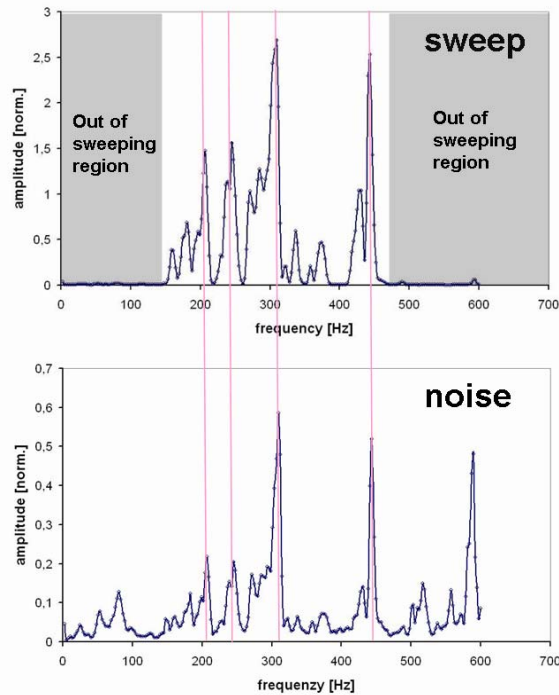 sweep
3
2,5
2
1,5
1
0,5
0
amplitude [norm.]
Out of
sweeping
region
Out of
sweeping
region
0 100 200 300 400 500 600 700
frequency [Hz]
noise
0,7
0,6
0,5
0,4
0,3
0,2
0,1
0
amplitude [norm.]
0 100 200 300 400 500 600 700
frequenzy [Hz]